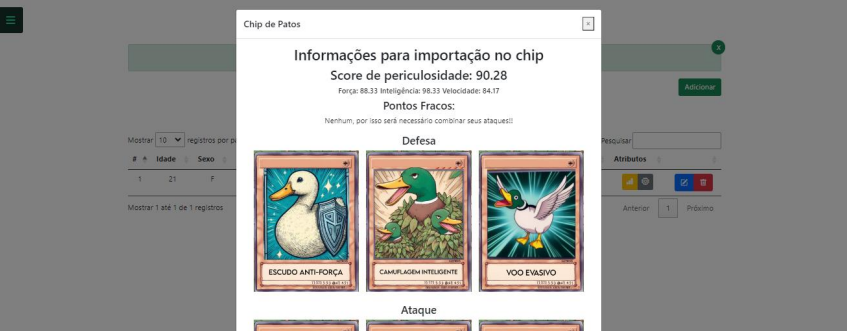 Chip de Patos
x
Informações para importação no chip
Score de periculosidade: 90.28
Força: 88.33 Inteligência: 98.33 Velocidade: 84.17
Pontos Fracos:
Nenhum, por isso será necessário combinar seus ataques!!
x
Adicionar
Mostrar 10 registros por
Pesquisar
# Idade Sexo Atributos
1 21 F
Mostrar 1 até 1 de 1 registros
Anterior 1 Próximo
Defesa
ESCUDO ANTI-FORÇA
CAMUFLAGEM INTELIGENTE
VOO EVASIVO
Ataque